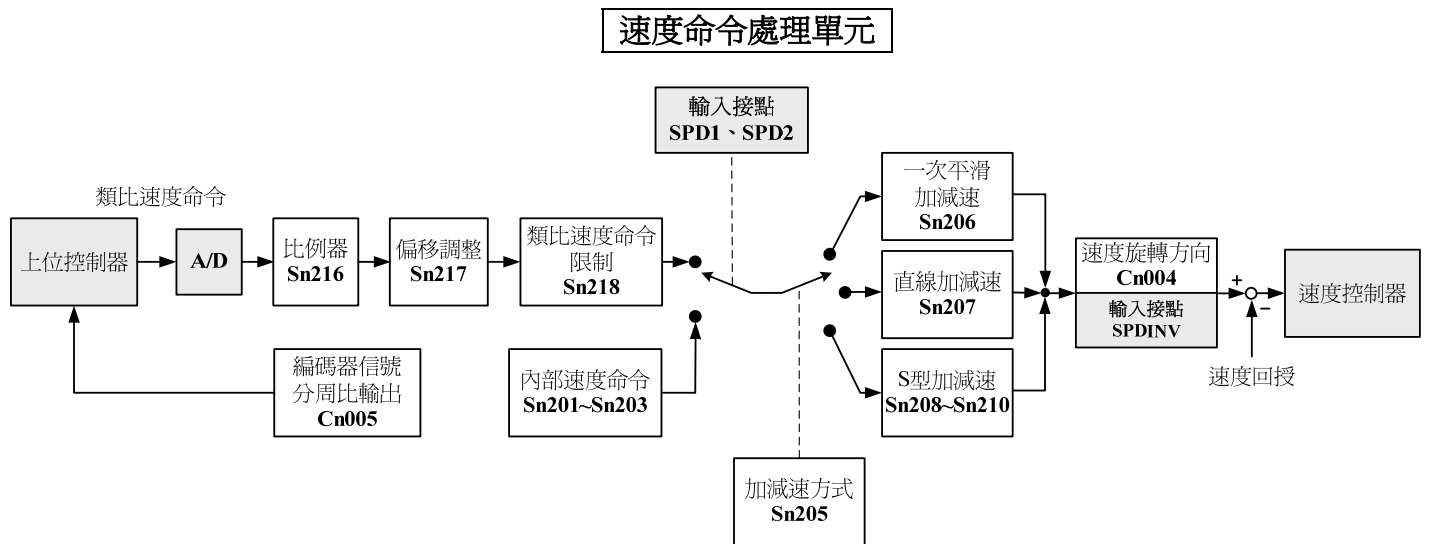 速度命令處理單元
輸入接點
SPD1、SPD2
類比速度命令
上位控制器
A/D
比例器
Sn216
偏移調整
Sn217
類比速度命令
限制
Sn218
一次平滑
加減速
Sn206
直線加減速
Sn207
S型加減速
Sn208~Sn210
速度旋轉方向
Cn004
輸入接點
SPDINV
+
-
速度控制器
速度回授
編碼器信號
分周比輸出
Cn005
內部速度命令
Sn201~Sn203
加減速方式
Sn205